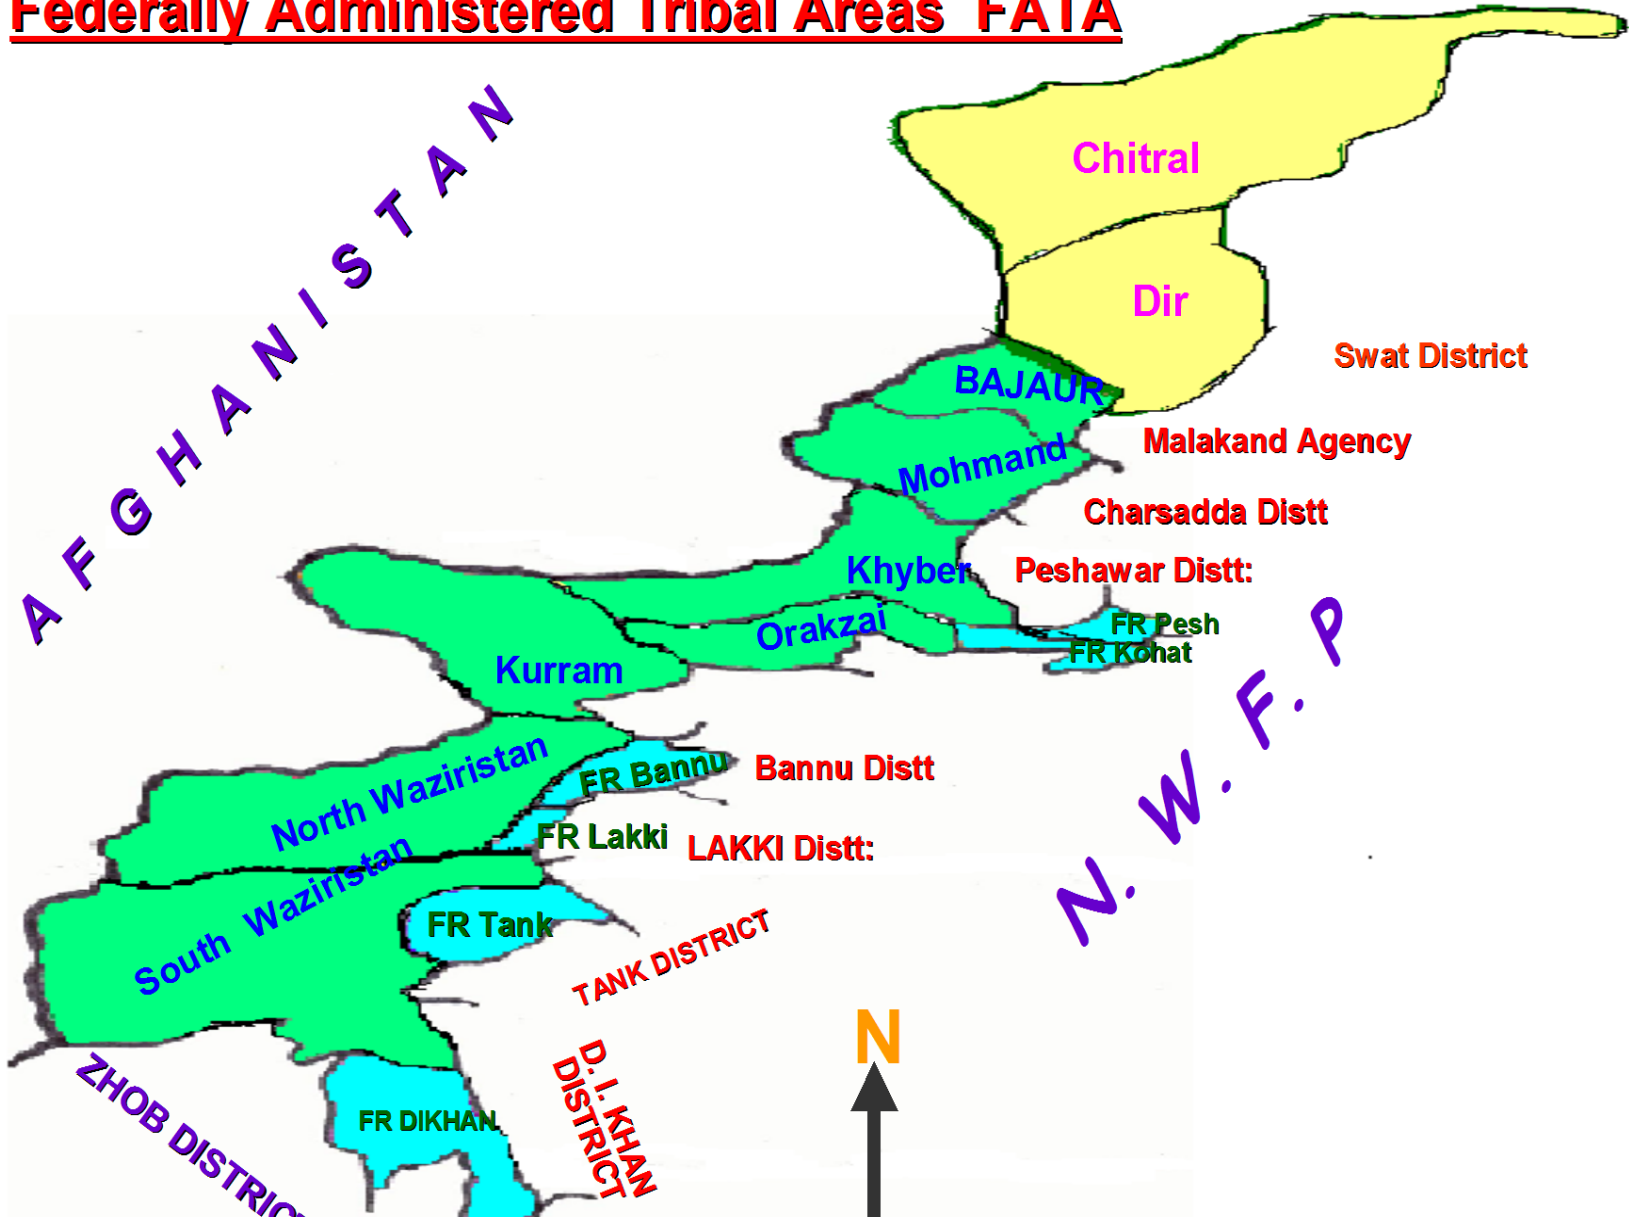 Federally Administered Tribal Areas FATA
AFGHANISTAN
Chitral
Dir
Swat District
BAJAUR
Malakand Agency
Mohmand
Charsadda Distt
Khyber
Peshawar Distt:
Orakzai
FR Pesh
FR Kohat
Kurram
N. W. F. P
North Waziristan
FR Bannu
Bannu Distt
FR Lakki
LAKKI Distt:
South Waziristan
FR Tank
TANK DISTRICT
N
D. I. KHAN
DISTRICT
ZHOB DISTRICT
FR DIKHAN